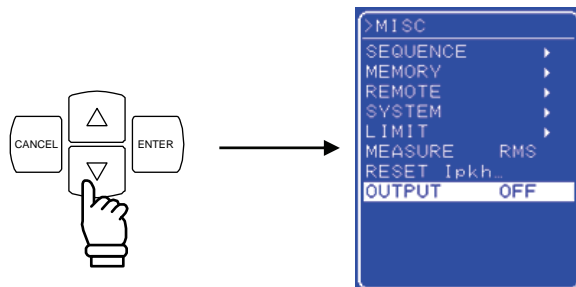 CANCEL
ENTER
>MISC
SEQUENCE
MEMORY
REMOTE
SYSTEM
LIMIT
MEASURE RMS
RESET Ipkh…
OUTPUT OFF